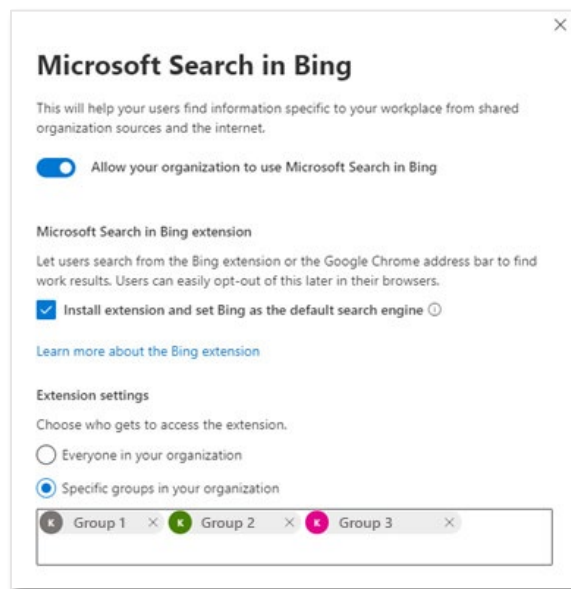 Microsoft Search in Bing
This will help your users find information specific to your workplace from shared
organization sources and the internet.
Allow your organization to use Microsoft Search in Bing
Microsoft Search in Bing extension
Let users search from the Bing extension or the Google Chrome address bar to find
work results. Users can easily opt-out of this later in their browsers.
Install extension and set Bing as the default search engine
Learn more about the Bing extension
Extension settings
Choose who gets to access the extension.
Everyone in your organization
Specific groups in your organization
K Group 1 K Group 2 K Group 3